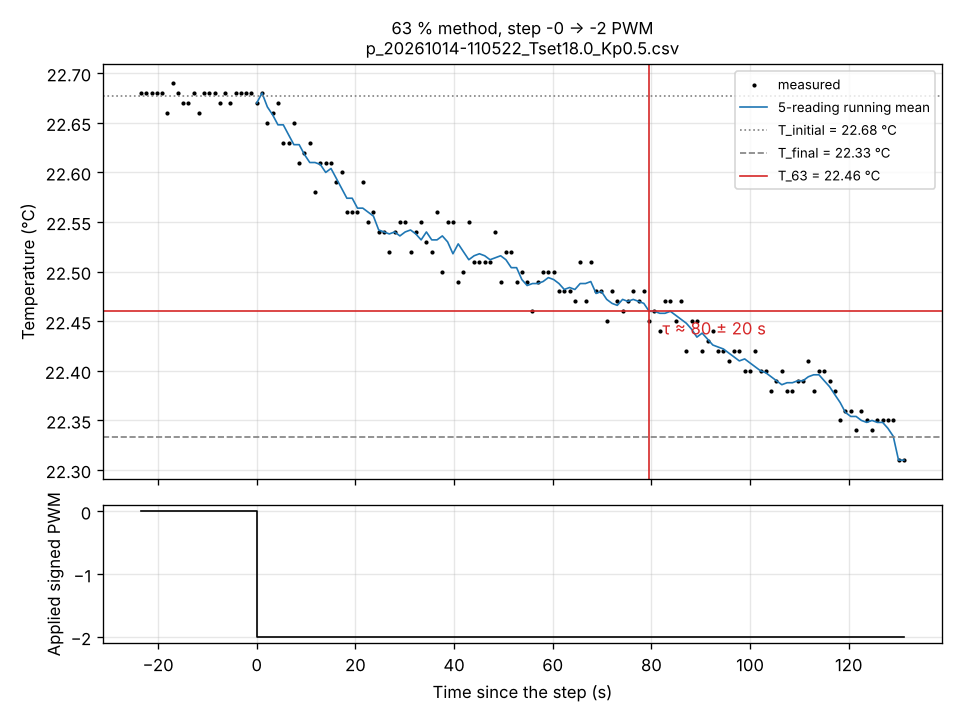 63 % method, step -0 → -2 PWM
p_20261014-110522_Tset18.0_Kp0.5.csv
measured
5-reading running mean
T_initial = 22.68 °C
T_final = 22.33 °C
T_63 = 22.46 °C
Temperature (°C)
22.70
22.65
22.60
22.55
22.50
22.45
22.40
22.35
22.30
τ ≈ 80 ± 20 s
Applied signed PWM
0
−1
−2
−20
0
20
40
60
80
100
120
Time since the step (s)